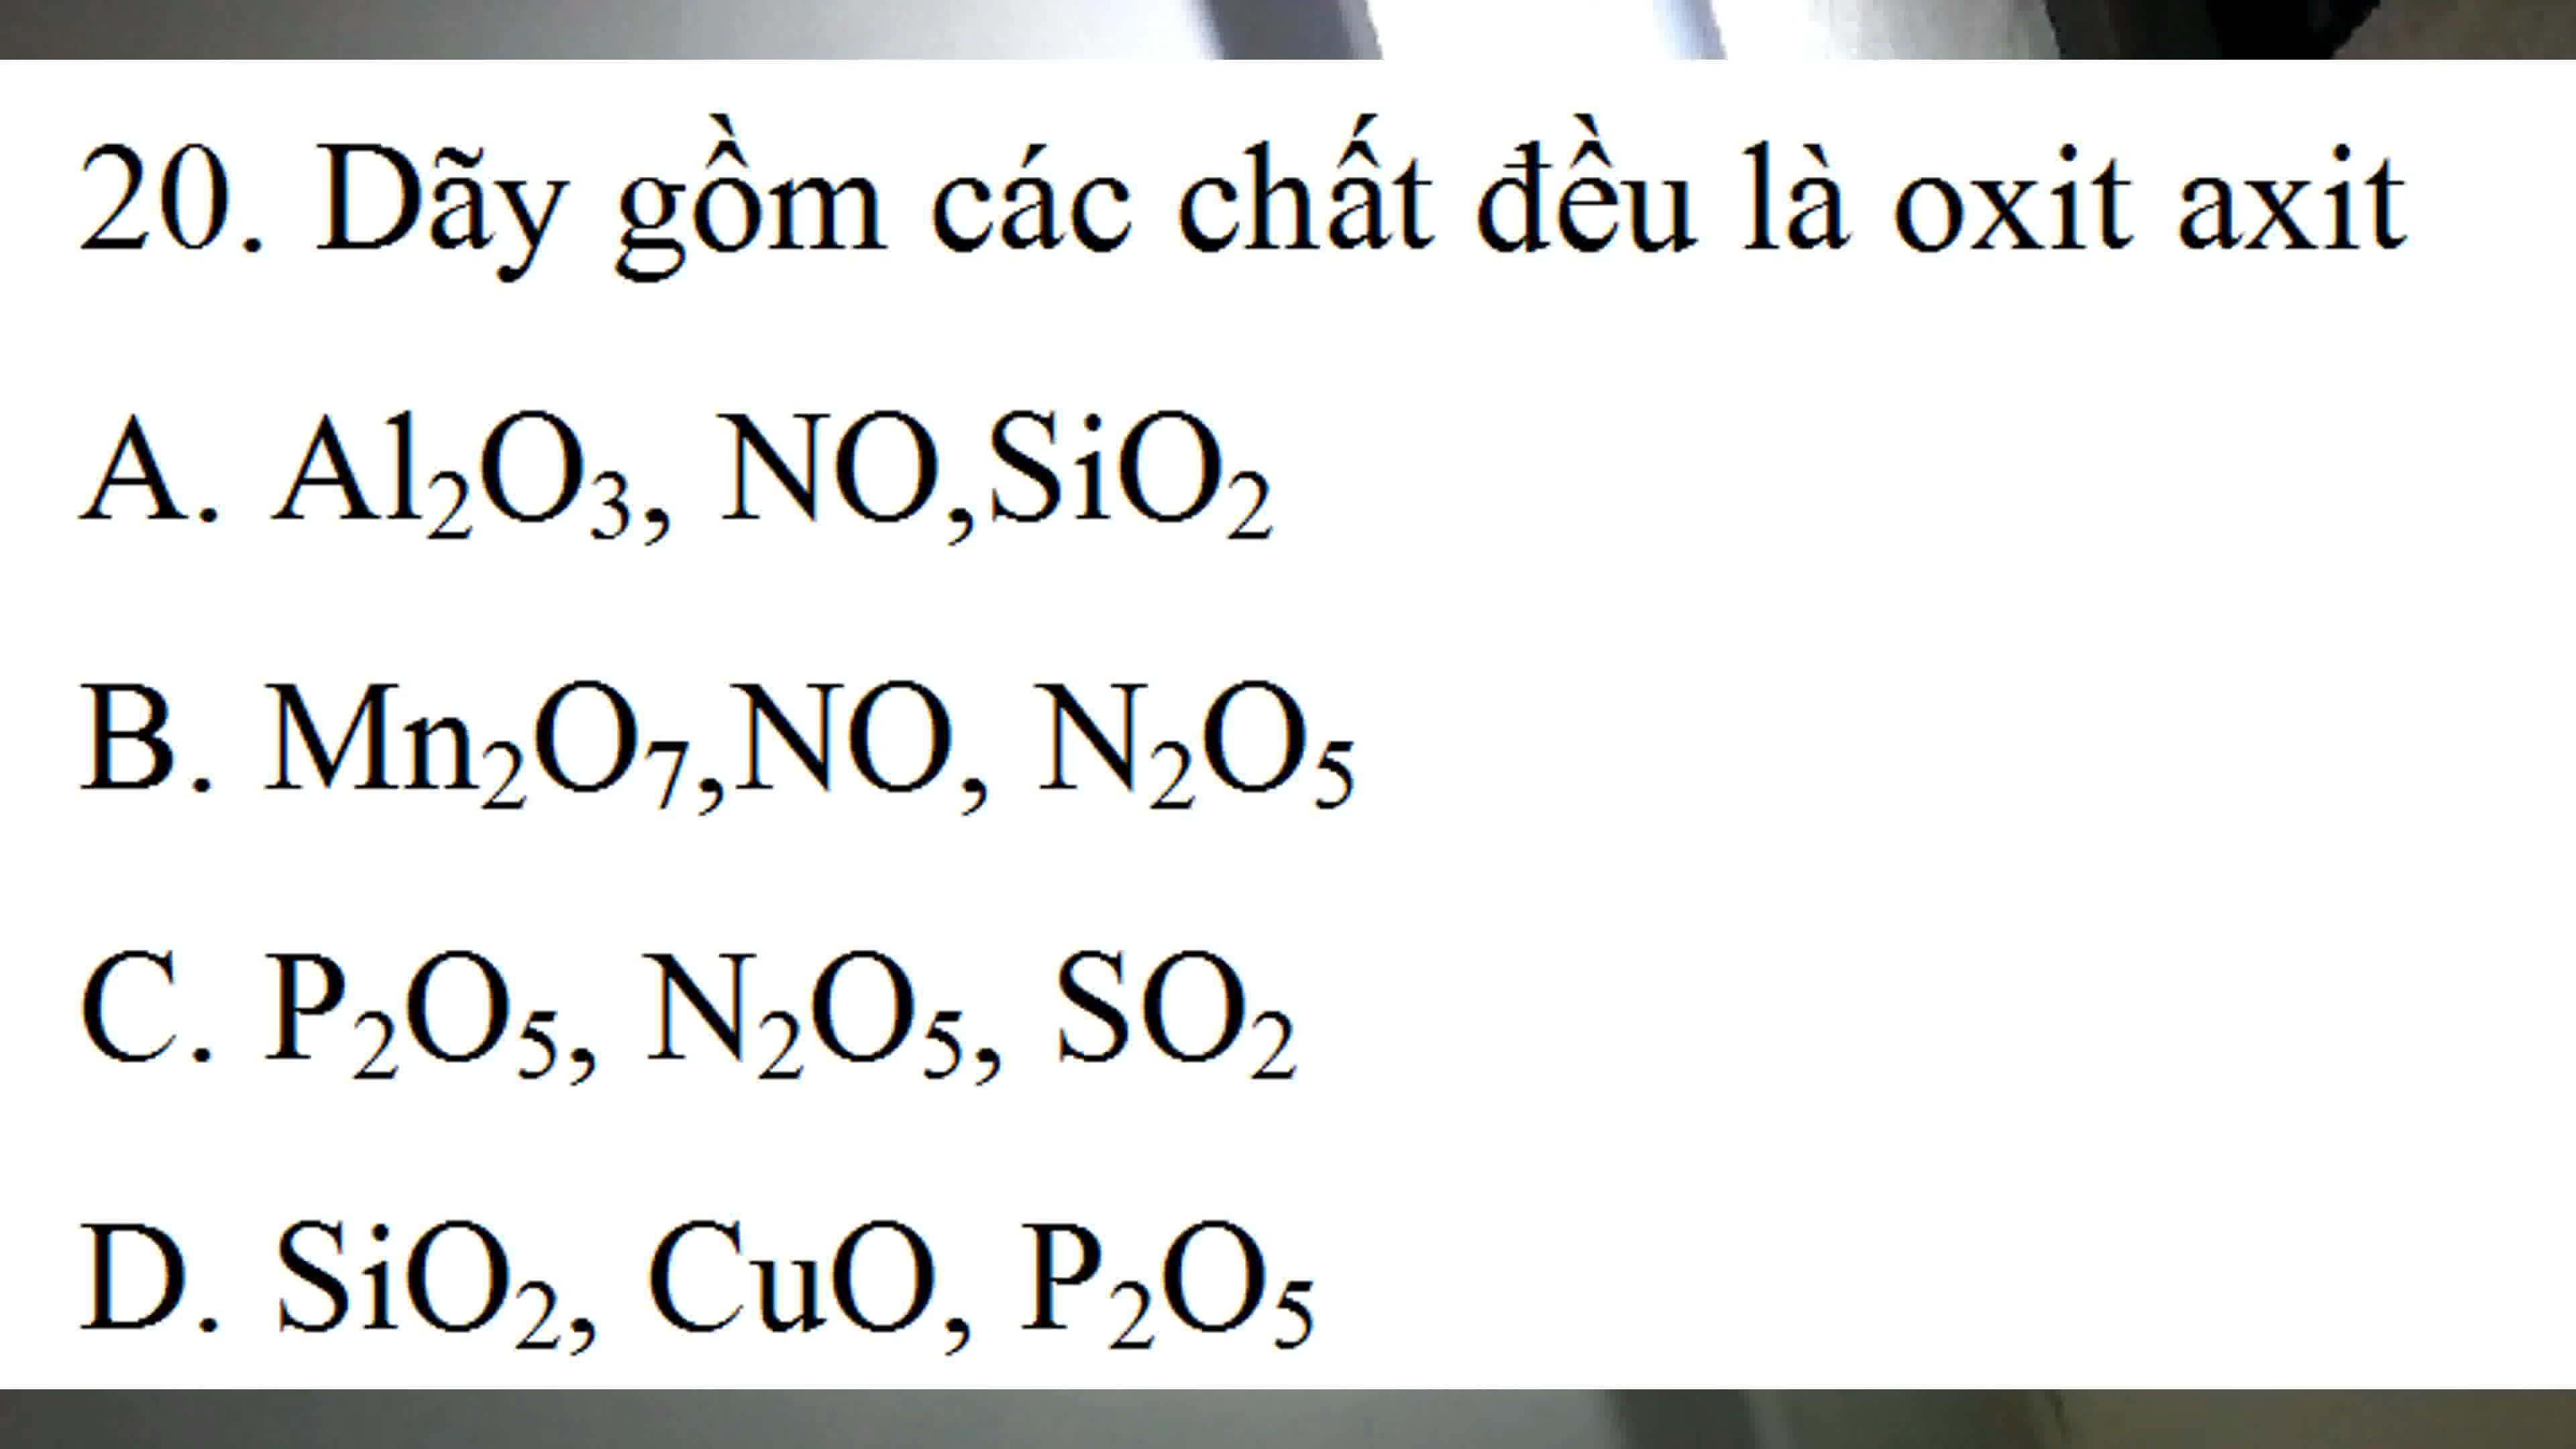 20. Dãy gồm các chất đều là oxit axit
A. Al₂O₃, NO,SiO₂
B. Mn₂O₇,NO, N₂O₅
C. P₂O₅, N₂O₅, SO₂
D. SiO₂, CuO, P₂O₅